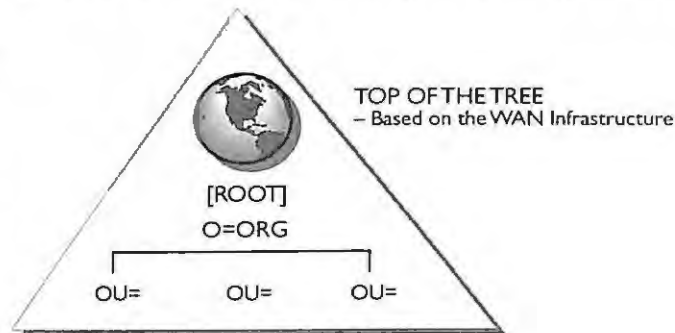 TOP OF THE TREE
– Based on the WAN Infrastructure
[ROOT]
O=ORG
OU= OU= OU=